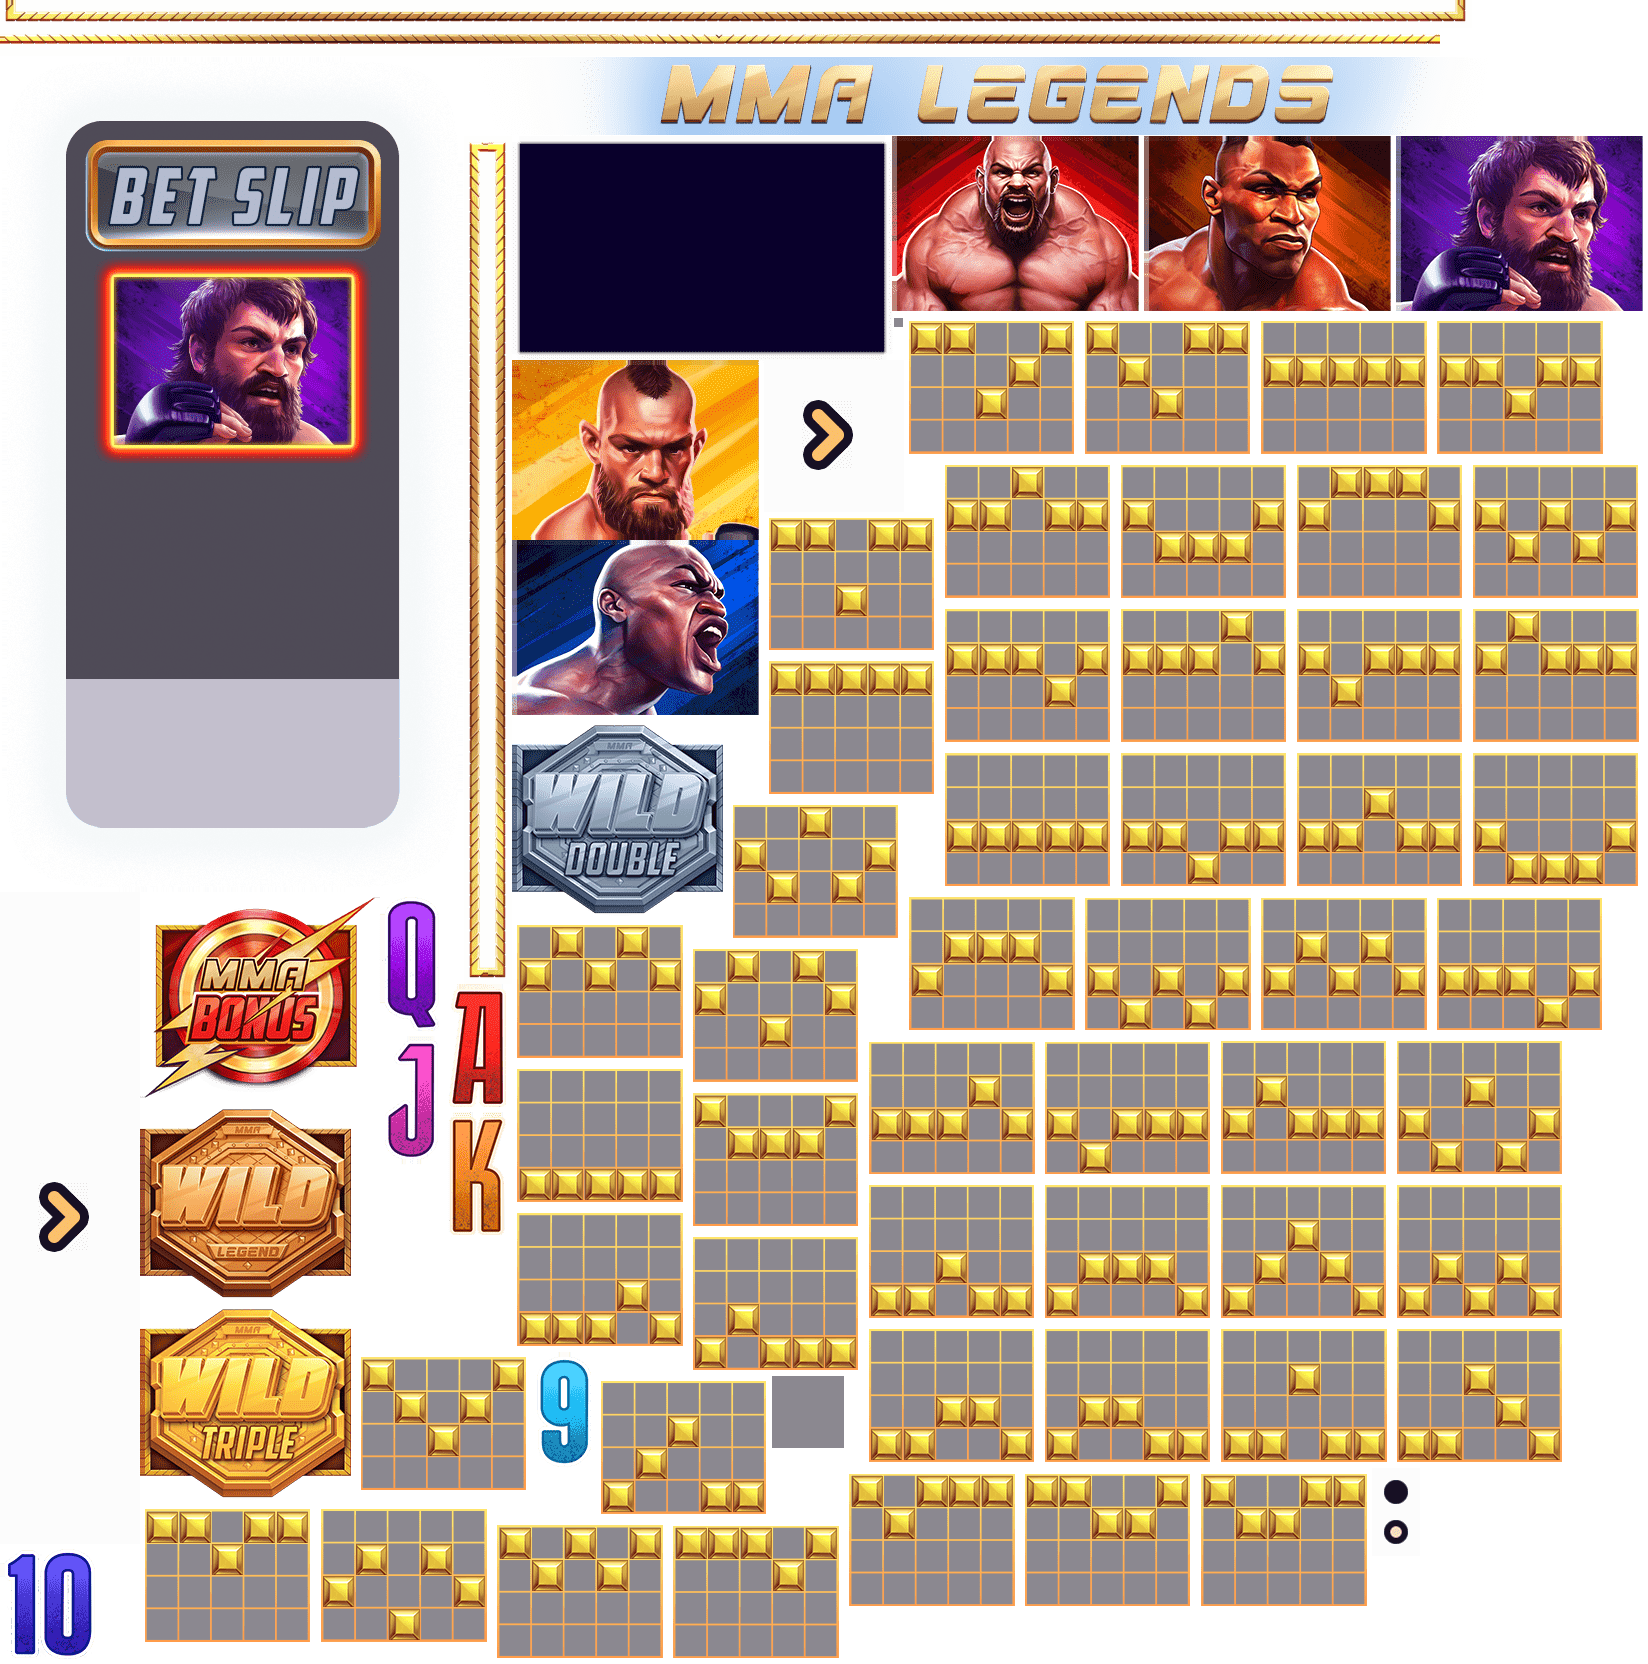 MMA LEGENDS
BET SLIP
MMA
WILD
DOUBLE
MMA
BONUS
Q
A
J
K
MMA
WILD
LEGEND
MMA
WILD
TRIPLE
9
10